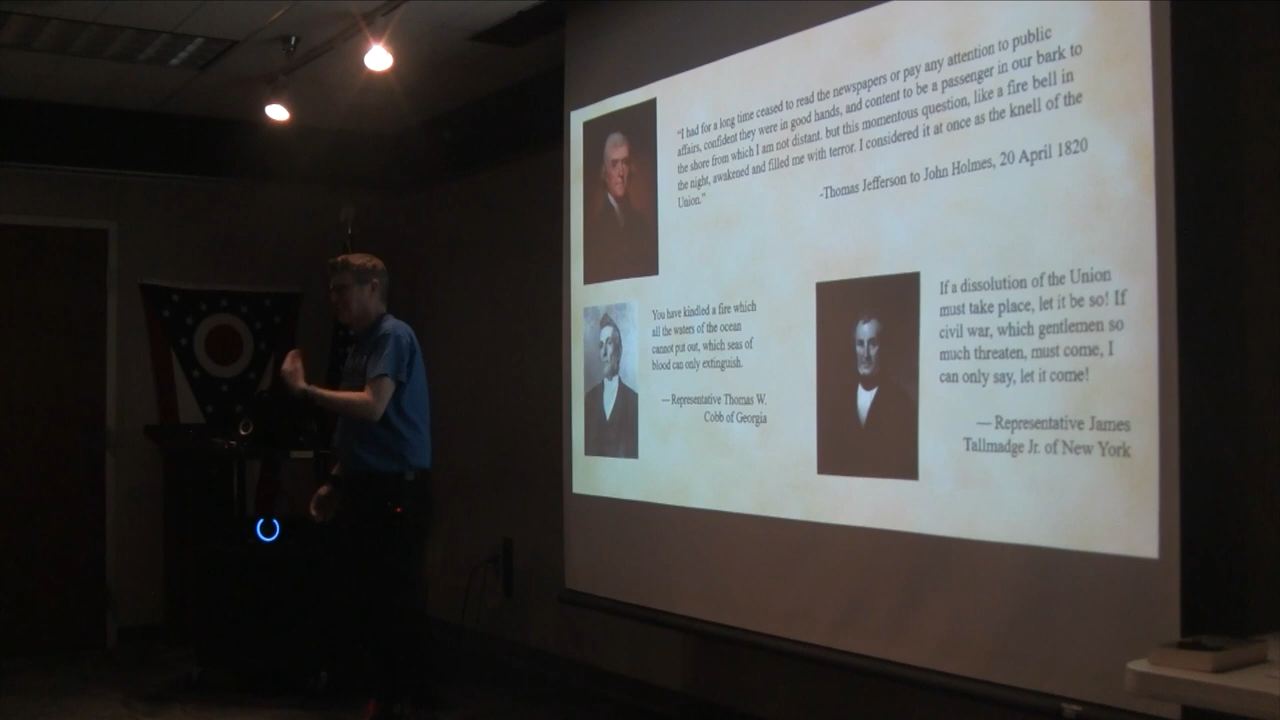 “I had for a long time ceased to read the newspapers or pay any attention to public
affairs, confident they were in good hands, and content to be a passenger in our bark to
the shore from which I am not distant. but this momentous question, like a fire bell in
the night, awakened and filled me with terror. I considered it at once as the knell of the
Union.”
-Thomas Jefferson to John Holmes, 20 April 1820
You have kindled a fire which
all the waters of the ocean
cannot put out, which seas of
blood can only extinguish.
— Representative Thomas W.
Cobb of Georgia
If a dissolution of the Union
must take place, let it be so! If
civil war, which gentlemen so
much threaten, must come, I
can only say, let it come!
— Representative James
Tallmadge Jr. of New York